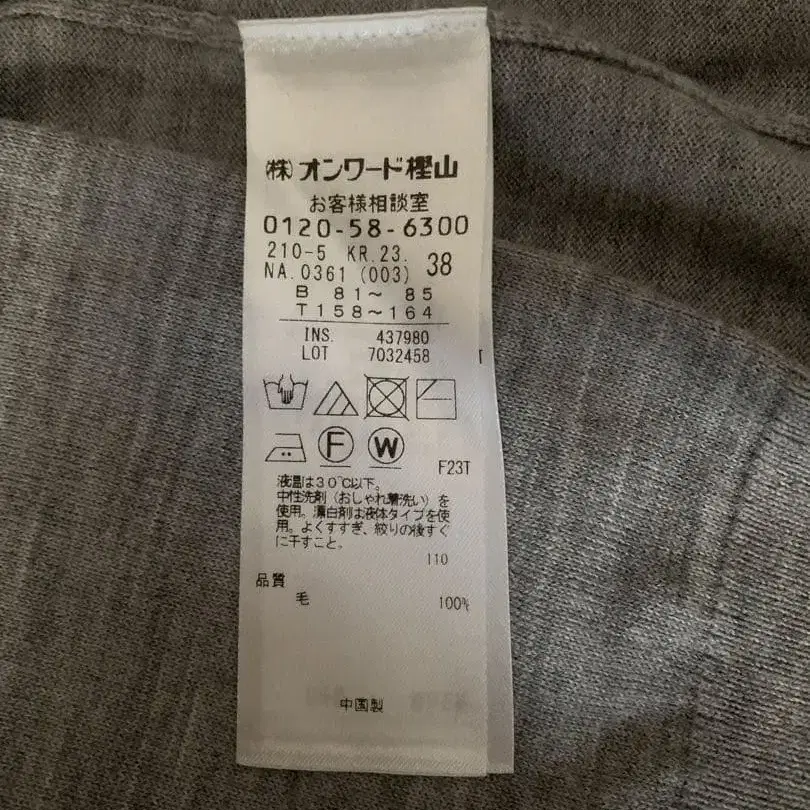 (株)オンワード樫山
お客様相談室
0120-58-6300
210-5 KR.23.
NA.0361 (003) 38
B 81～ 85
T158～164
INS. 437980
LOT 7032458
F
W
F23T
液温は30℃以下。
中性洗剤(おしゃれ着洗い)を
使用。漂白剤は液体タイプを使
用。よくすすぎ、絞りの後すぐ
に干すこと。
110
品質
毛 100%
中国製